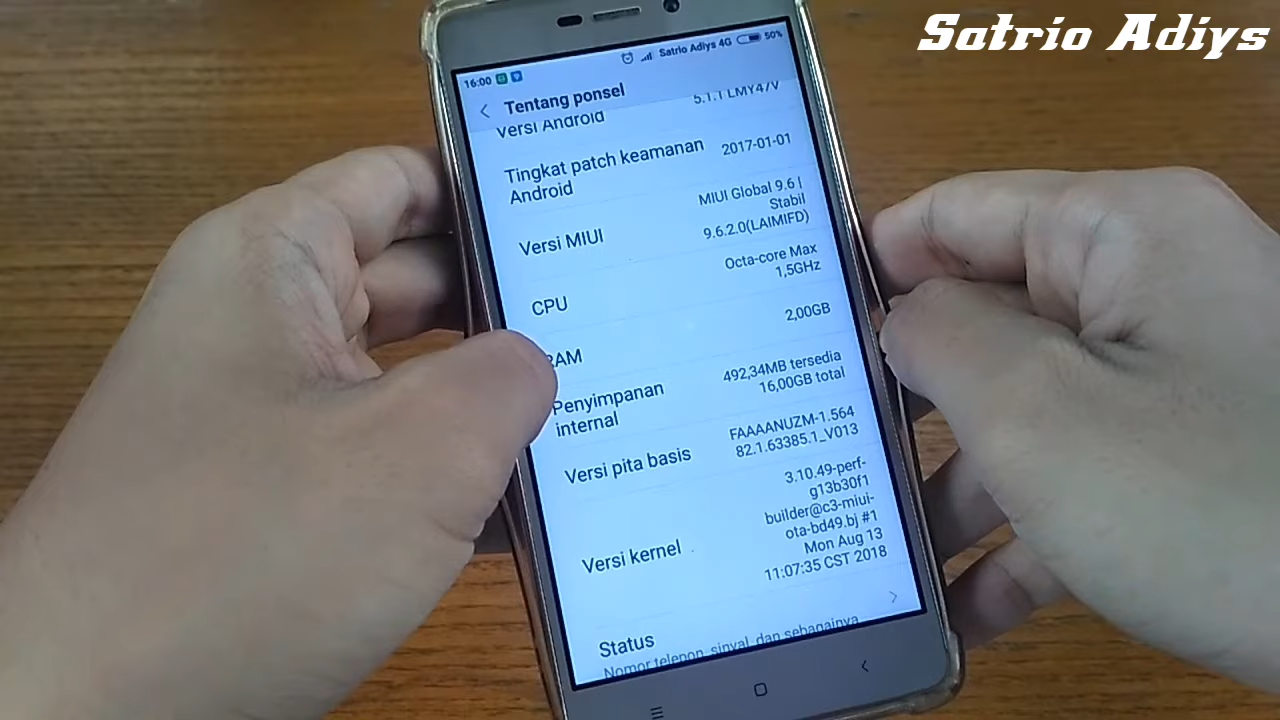 Satrio Adiys
16:00
Satrio Adiys 4G
50%
Tentang ponsel
Versi Android
5.1.1 LMY47V
Tingkat patch keamanan
Android
2017-01-01
Versi MIUI
MIUI Global 9.6 |
Stabil
9.6.2.0(LAIMIFD)
CPU
Octa-core Max
1,5GHz
RAM
2,00GB
Penyimpanan
internal
492,34MB tersedia
16,00GB total
Versi pita basis
FAAAANUZM-1.564
82.1.63385.1_V013
Versi kernel
3.10.49-perf-
g13b30f1
builder@c3-miui-
ota-bd49.bj #1
Mon Aug 13
11:07:35 CST 2018
Status
Nomor telepon, sinyal, dan sebagainya